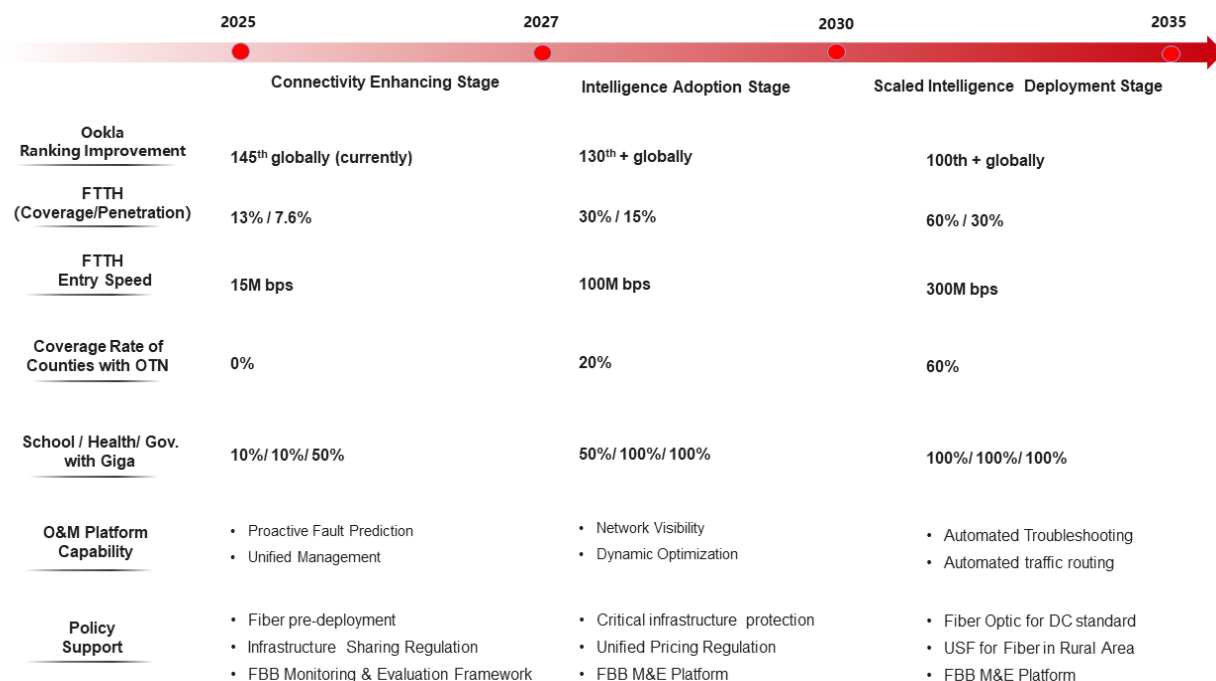 2025 2027 2030 2035
Connectivity Enhancing Stage Intelligence Adoption Stage Scaled Intelligence Deployment Stage
Ookla
Ranking Improvement
145th globally (currently) 130th + globally 100th + globally
FTTH
(Coverage/Penetration)
13% / 7.6% 30% / 15% 60% / 30%
FTTH
Entry Speed
15M bps 100M bps 300M bps
Coverage Rate of
Counties with OTN
0% 20% 60%
School / Health/ Gov.
with Giga
10%/ 10%/ 50% 50%/ 100%/ 100% 100%/ 100%/ 100%
O&M Platform
Capability
• Proactive Fault Prediction
• Unified Management
• Network Visibility
• Dynamic Optimization
• Automated Troubleshooting
• Automated traffic routing
Policy
Support
• Fiber pre-deployment
• Infrastructure Sharing Regulation
• FBB Monitoring & Evaluation Framework
• Critical infrastructure protection
• Unified Pricing Regulation
• FBB M&E Platform
• Fiber Optic for DC standard
• USF for Fiber in Rural Area
• FBB M&E Platform